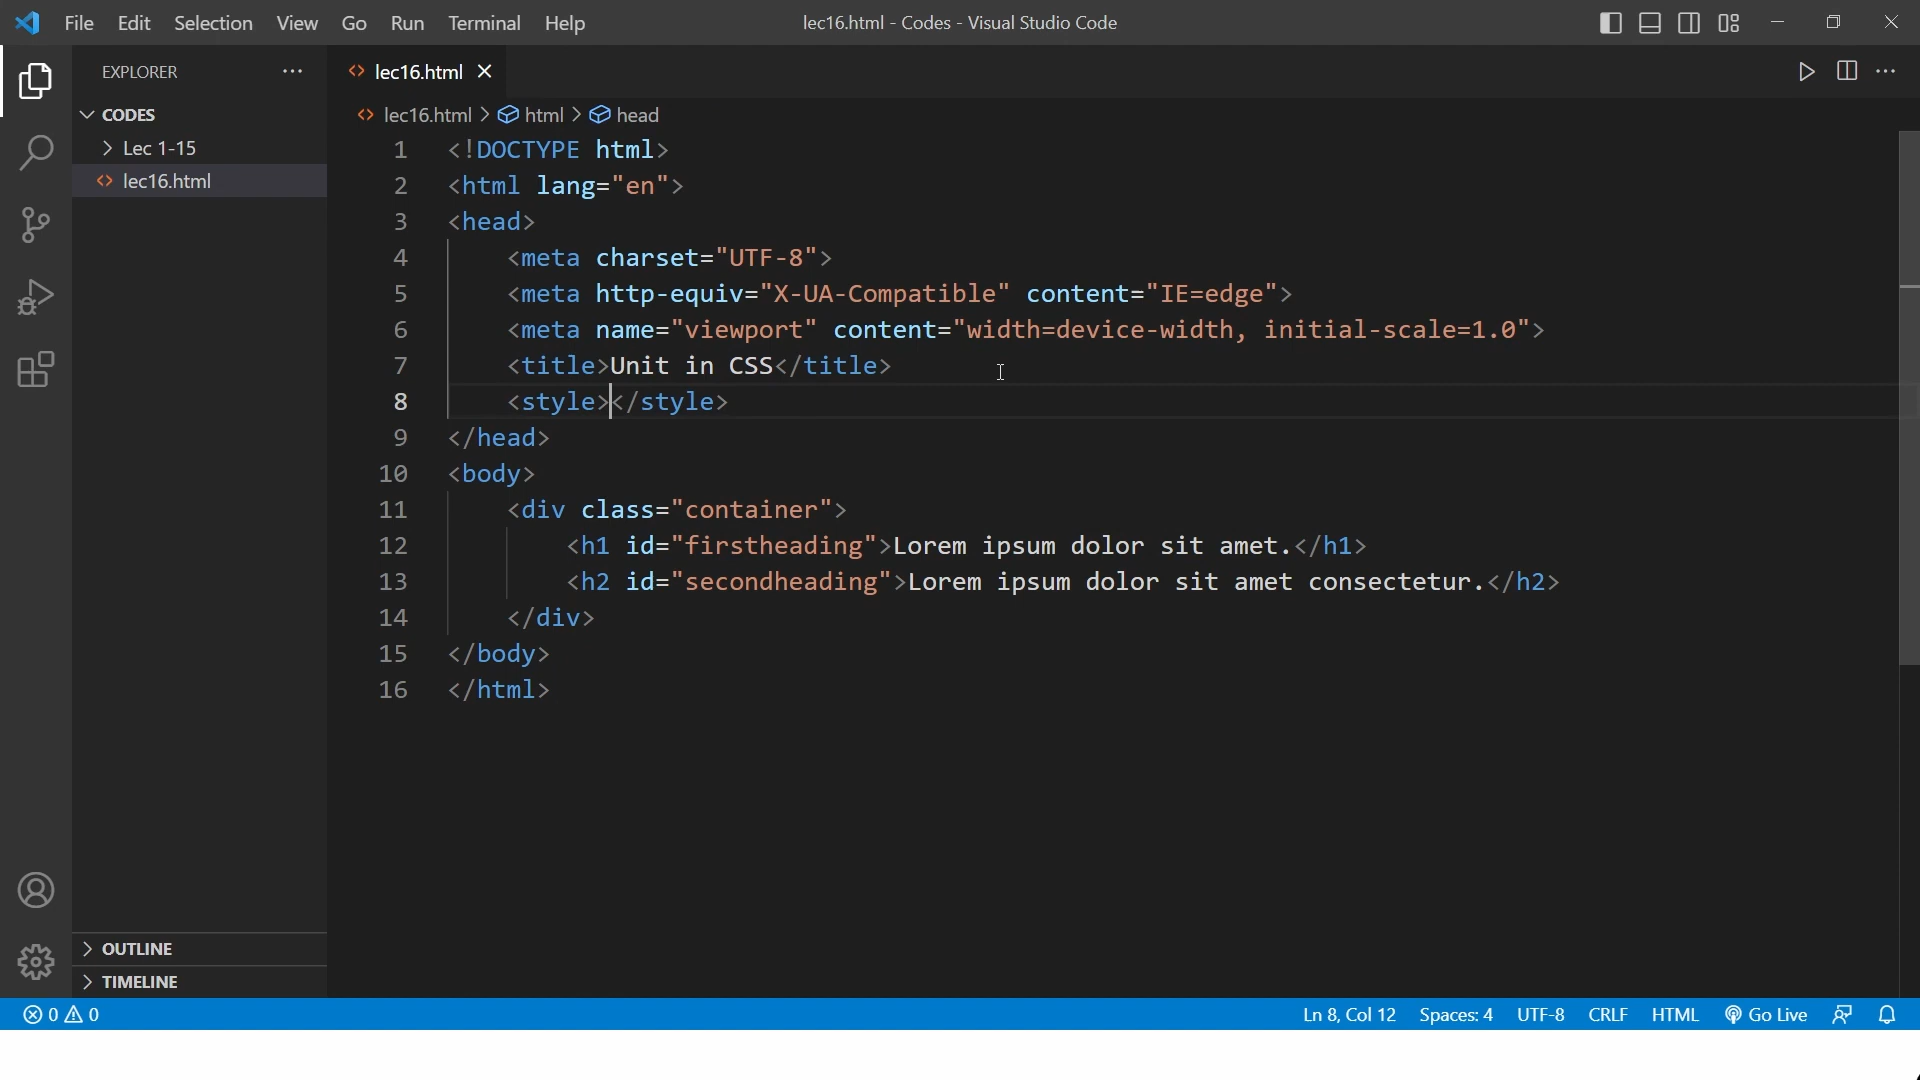 File Edit Selection View Go Run Terminal Help lec16.html - Codes - Visual Studio Code
EXPLORER
lec16.html
CODES
Lec 1-15
lec16.html
lec16.html > html > head
1 <!DOCTYPE html>
2 <html lang="en">
3 <head>
4 <meta charset="UTF-8">
5 <meta http-equiv="X-UA-Compatible" content="IE=edge">
6 <meta name="viewport" content="width=device-width, initial-scale=1.0">
7 <title>Unit in CSS</title>
8 <style></style>
9 </head>
10 <body>
11 <div class="container">
12 <h1 id="firstheading">Lorem ipsum dolor sit amet.</h1>
13 <h2 id="secondheading">Lorem ipsum dolor sit amet consectetur.</h2>
14 </div>
15 </body>
16 </html>
OUTLINE
TIMELINE
0 0 Ln 8, Col 12 Spaces: 4 UTF-8 CRLF HTML Go Live